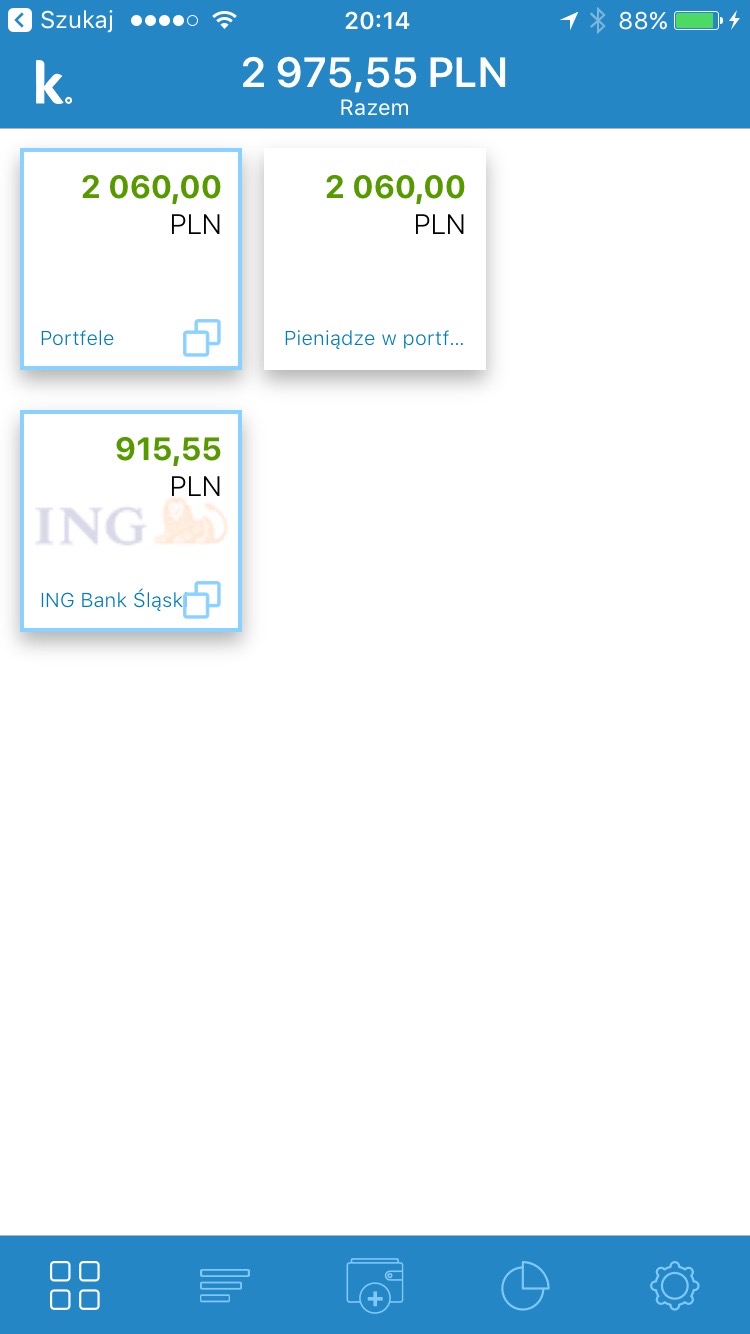 Szukaj 20:14 88%
k. 2 975,55 PLN
Razem
2 060,00
PLN
Portfele
2 060,00
PLN
Pieniądze w portf...
915,55
PLN
ING
ING Bank Śląski